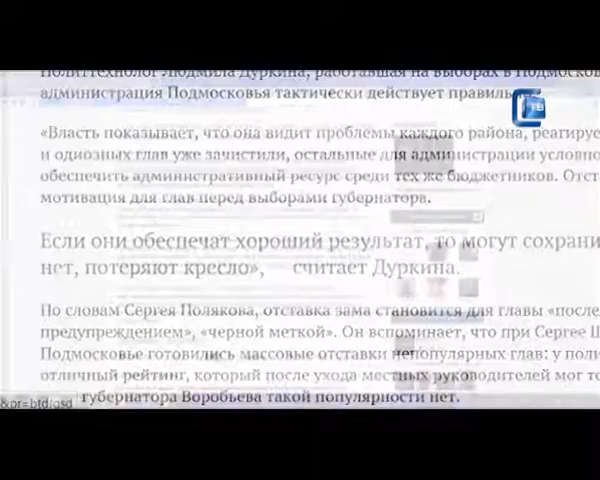 Политтехнолог Людмила Дуркина, работавшая на выборах в Подмосков
администрация Подмосковья тактически действует правиль
ТВ
«Власть показывает, что она видит проблемы каждого района, реагируе
и одиозных глав уже зачистили, остальные для администрации условно
обеспечить административный ресурс среди тех же бюджетников. Отст
мотивация для глав перед выборами губернатора.
Если они обеспечат хороший результат, то могут сохрани
нет, потеряют кресло», считает Дуркина.
По словам Сергея Полякова, отставка зама становится для главы «после
предупреждением», «черной меткой». Он вспоминает, что при Сергее Ш
Подмосковье готовились массовые отставки непопулярных глав: у поли
отличный рейтинг, который после ухода местных руководителей мог то
губернатора Воробьева такой популярности нет.